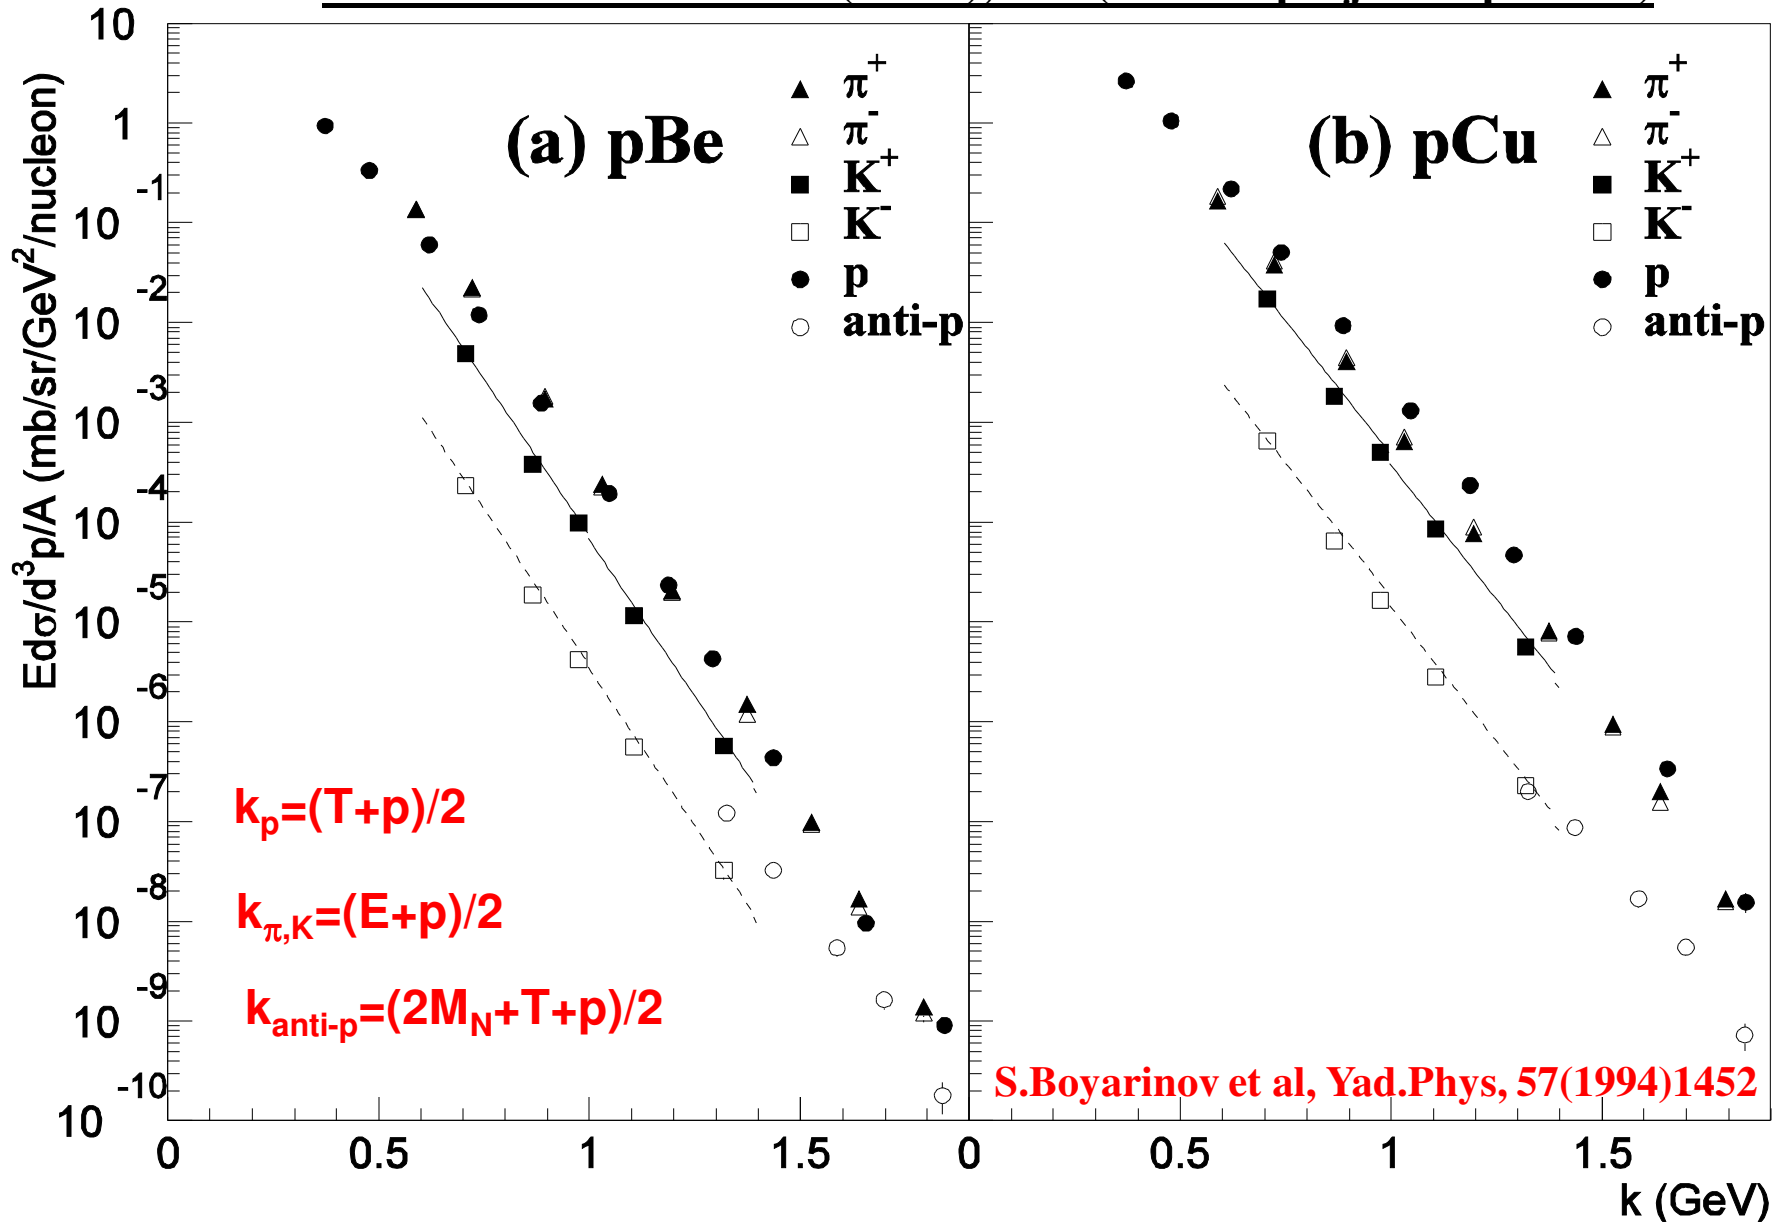 10
1
10⁻¹
10⁻²
10⁻³
10⁻⁴
10⁻⁵
10⁻⁶
10⁻⁷
10⁻⁸
10⁻⁹
10⁻¹⁰
Edσ/d³p/A (mb/sr/GeV²/nucleon)
(a) pBe
π⁺
π⁻
K⁺
K⁻
p
anti-p
kₚ=(T+p)/2
k_π,K=(E+p)/2
k_anti-p=(2M_N+T+p)/2
(b) pCu
π⁺
π⁻
K⁺
K⁻
p
anti-p
S.Boyarinov et al, Yad.Phys, 57(1994)1452
0 0.5 1 1.5 0 0.5 1 1.5
k (GeV)